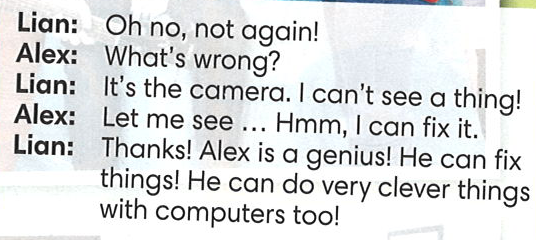 Lian: Oh no, not again!
Alex: What's wrong?
Lian: It's the camera. I can't see a thing!
Alex: Let me see ... Hmm, I can fix it.
Lian: Thanks! Alex is a genius! He can fix
things! He can do very clever things
with computers too!